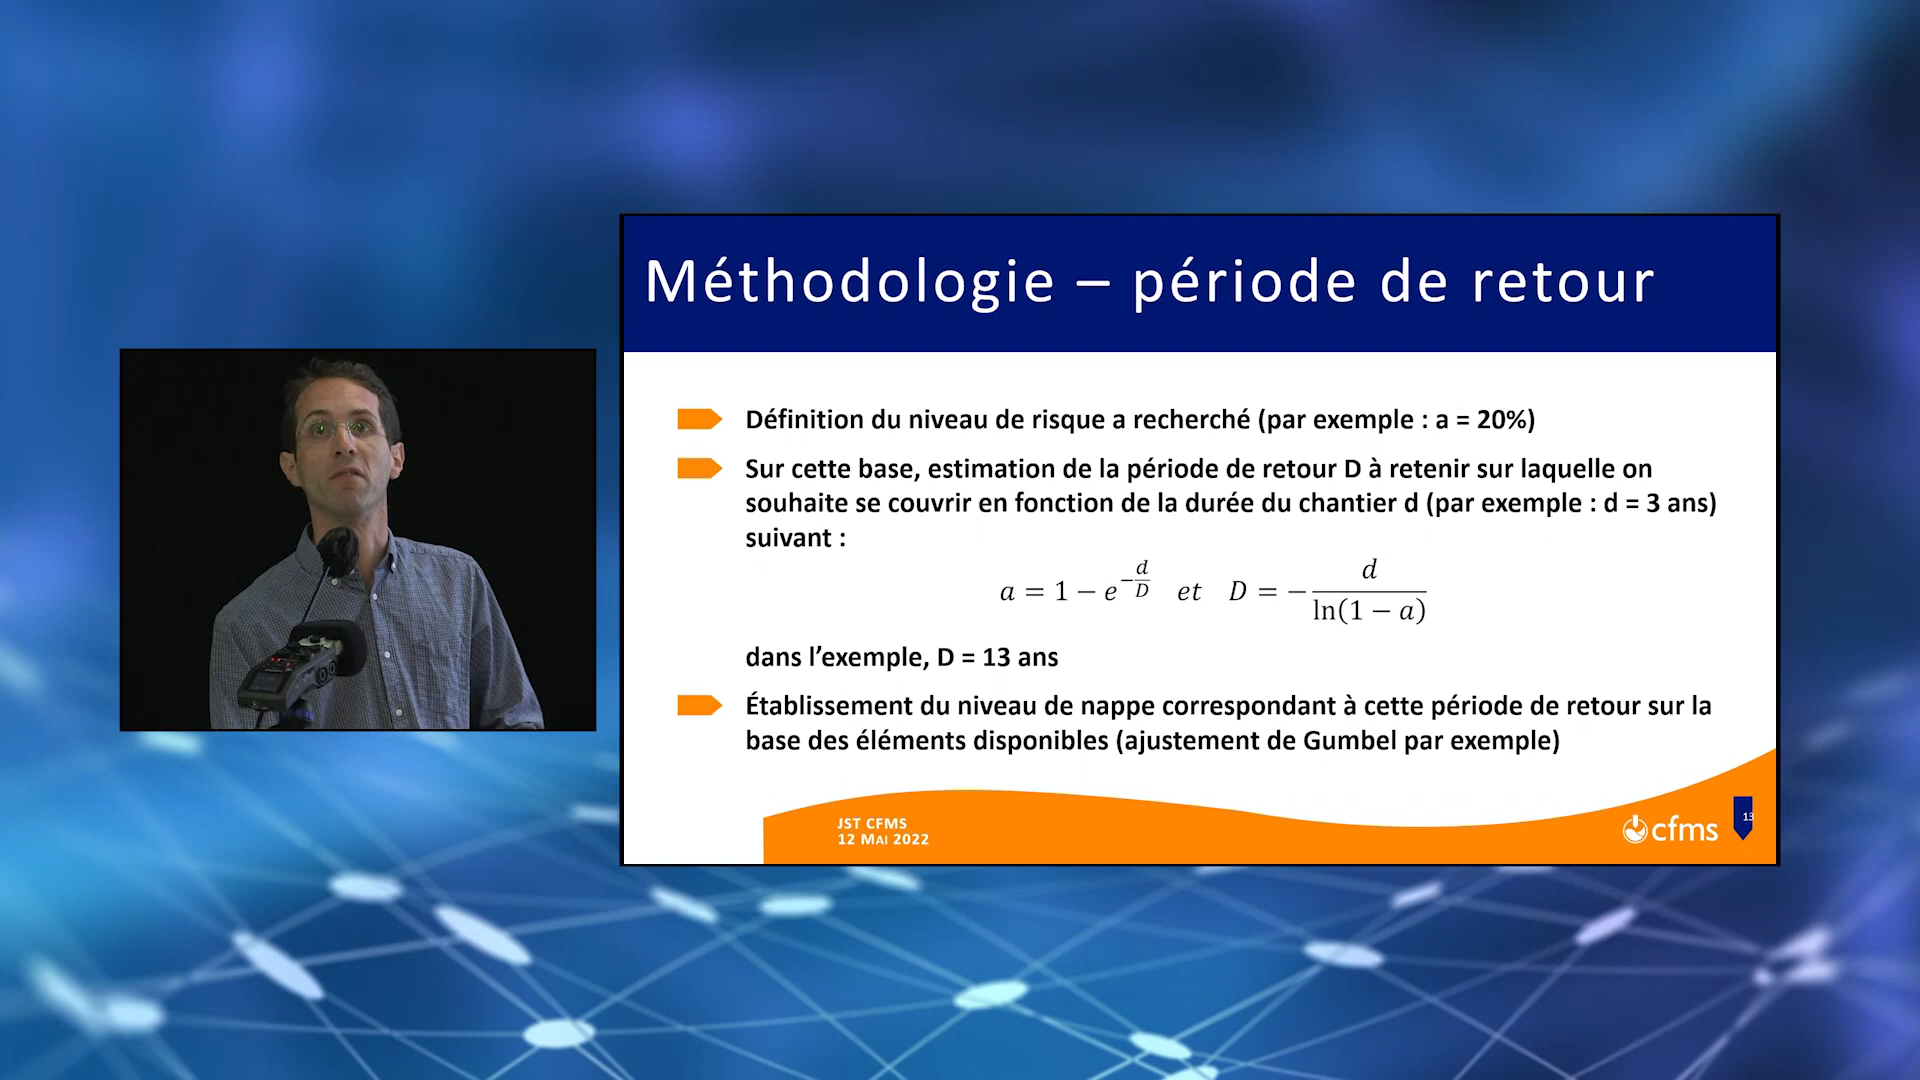 Méthodologie – période de retour
Définition du niveau de risque a recherché (par exemple : a = 20%)
Sur cette base, estimation de la période de retour D à retenir sur laquelle on
souhaite se couvrir en fonction de la durée du chantier d (par exemple : d = 3 ans)
suivant :
a = 1 − e^{−d/D} et D = − d / ln(1 − a)
dans l’exemple, D = 13 ans
Établissement du niveau de nappe correspondant à cette période de retour sur la
base des éléments disponibles (ajustement de Gumbel par exemple)
JST CFMS
12 MAI 2022
cfms
13